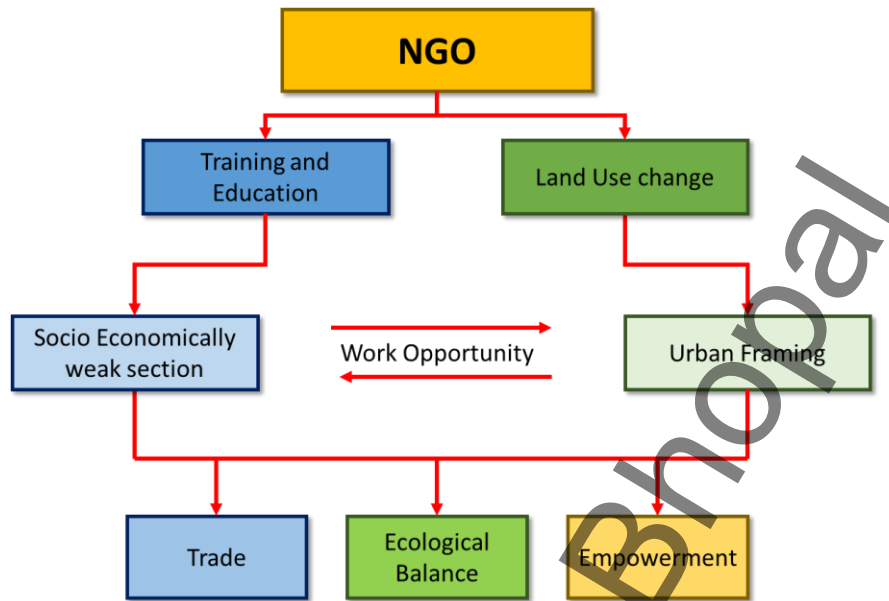 NGO
Training and
Education
Land Use change
Socio Economically
weak section
Work Opportunity
Urban Framing
Trade
Ecological
Balance
Empowerment
Bhopal